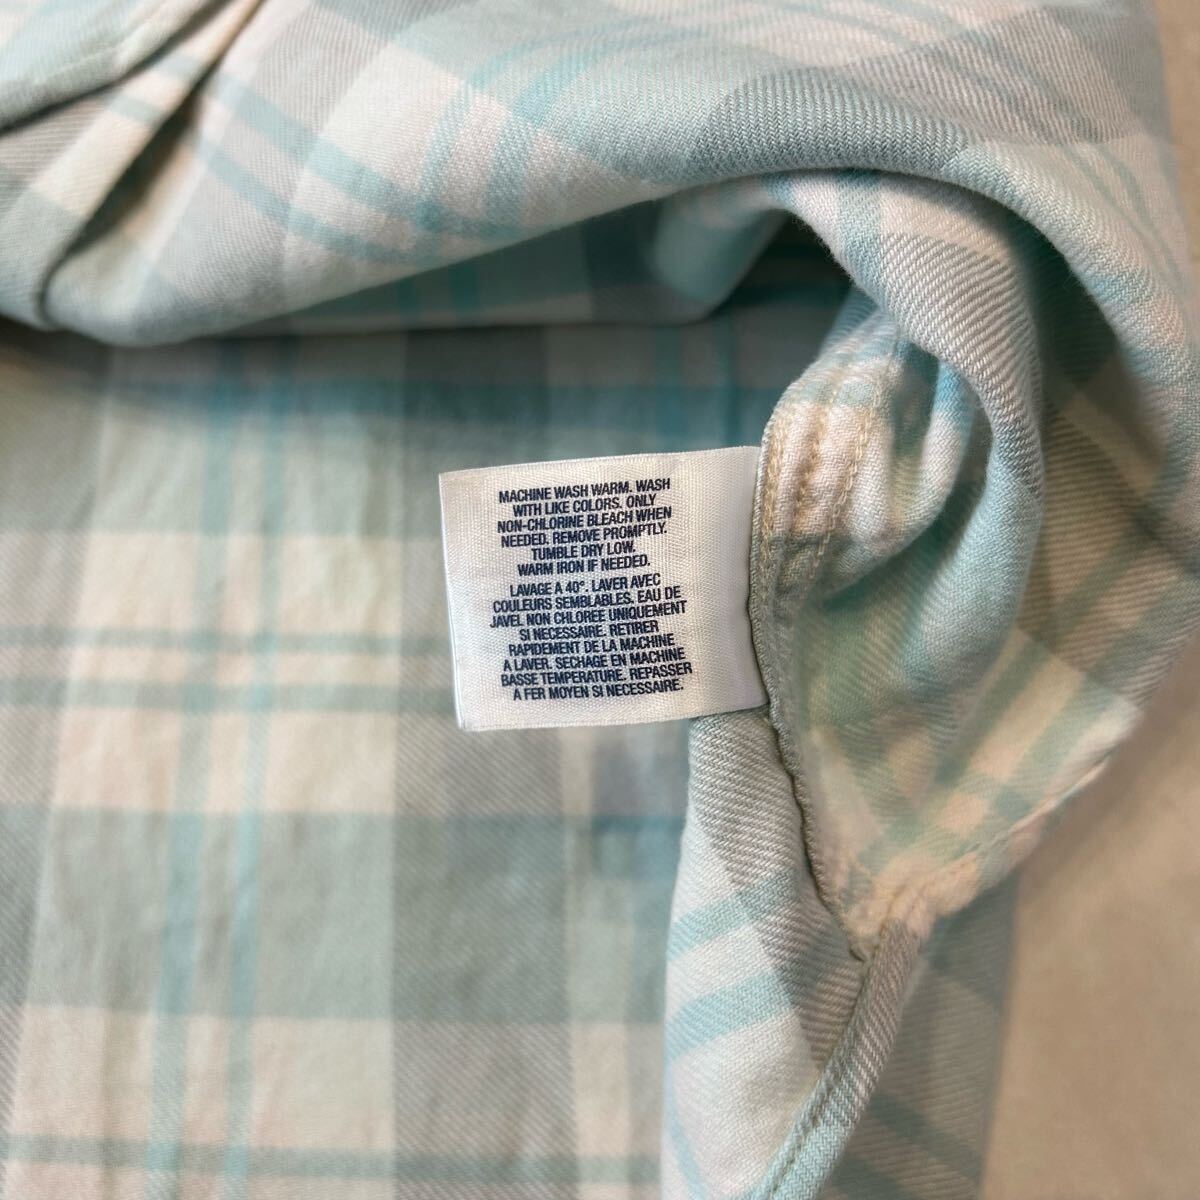 MACHINE WASH WARM. WASH
WITH LIKE COLORS. ONLY
NON-CHLORINE BLEACH WHEN
NEEDED. REMOVE PROMPTLY.
TUMBLE DRY LOW.
WARM IRON IF NEEDED.
LAVAGE A 40°. LAVER AVEC
COULEURS SEMBLABLES. EAU DE
JAVEL NON CHLOREE UNIQUEMENT
SI NECESSAIRE. RETIRER
RAPIDEMENT DE LA MACHINE
A LAVER. SECHAGE EN MACHINE
BASSE TEMPERATURE. REPASSER
A FER MOYEN SI NECESSAIRE.